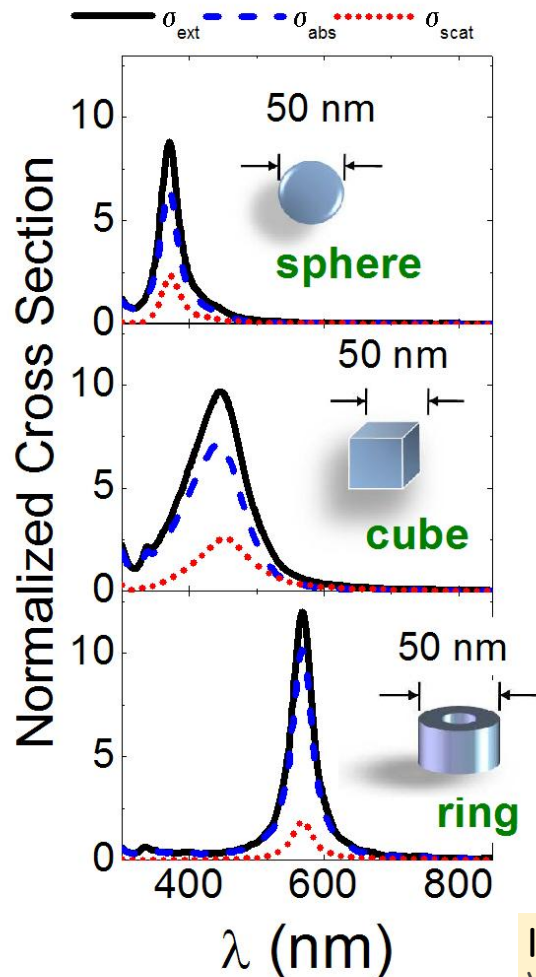 σext σabs σscat
Normalized Cross Section
10
50 nm
5
sphere
0
50 nm
10
5
cube
0
50 nm
10
5
ring
0
400 600 800
λ (nm)